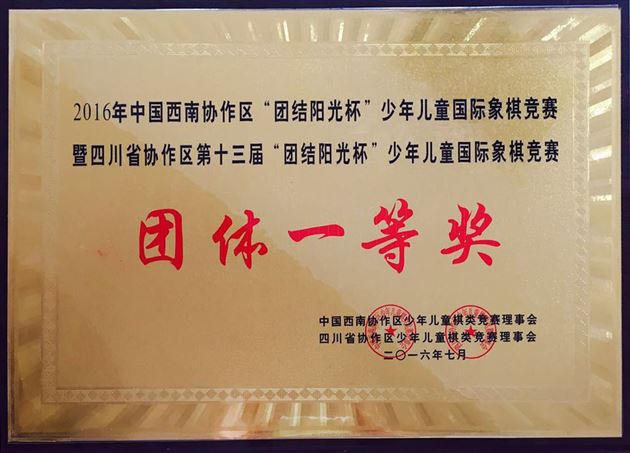 2016年中国西南协作区“团结阳光杯”少年儿童国际象棋竞赛
暨四川省协作区第十三届“团结阳光杯”少年儿童国际象棋竞赛
团体一等奖
中国西南协作区少年儿童棋类竞赛理事会
四川省协作区少年儿童棋类竞赛理事会
二〇一六年七月